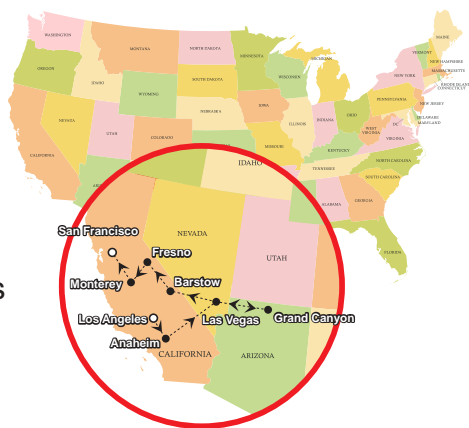 WASHINGTON
OREGON
IDAHO
MONTANA
WYOMING
NEVADA
UTAH
COLORADO
CALIFORNIA
NORTH DAKOTA
SOUTH DAKOTA
NEBRASKA
MINNESOTA
IOWA
MISSOURI
WISCONSIN
MICHIGAN
ILLINOIS
INDIANA
OHIO
KENTUCKY
TENNESSEE
ALABAMA
GEORGIA
FLORIDA
SOUTH CAROLINA
NORTH CAROLINA
VIRGINIA
WEST
VIRGINIA
DC
MARYLAND
DELAWARE
NEW JERSEY
PENNSYLVANIA
NEW YORK
CONNECTICUT
RHODE ISLAND
MASSACHUSETTS
NEW HAMPSHIRE
VERMONT
MAINE
IDAHO
NEVADA
UTAH
CALIFORNIA
ARIZONA
San Francisco
Fresno
Monterey
Barstow
Los Angeles
Las Vegas
Grand Canyon
Anaheim
s